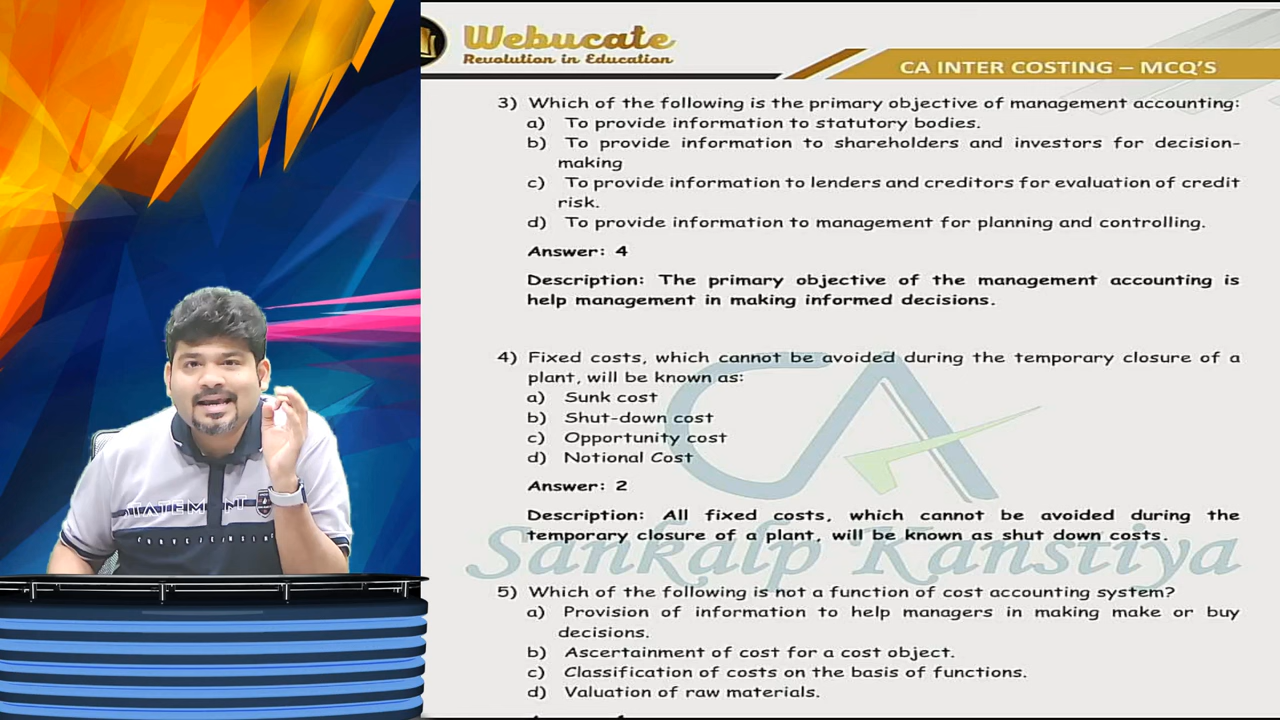 Webucate
Revolution in Education
CA INTER COSTING – MCQ'S
3) Which of the following is the primary objective of management accounting:
a) To provide information to statutory bodies.
b) To provide information to shareholders and investors for decision-
making
c) To provide information to lenders and creditors for evaluation of credit
risk.
d) To provide information to management for planning and controlling.
Answer: 4
Description: The primary objective of the management accounting is
help management in making informed decisions.
4) Fixed costs, which cannot be avoided during the temporary closure of a
plant, will be known as:
a) Sunk cost
b) Shut-down cost
c) Opportunity cost
d) Notional Cost
Answer: 2
Description: All fixed costs, which cannot be avoided during the
temporary closure of a plant, will be known as shut down costs.
CA
Sankalp Kanstiya
5) Which of the following is not a function of cost accounting system?
a) Provision of information to help managers in making make or buy
decisions.
b) Ascertainment of cost for a cost object.
c) Classification of costs on the basis of functions.
d) Valuation of raw materials.